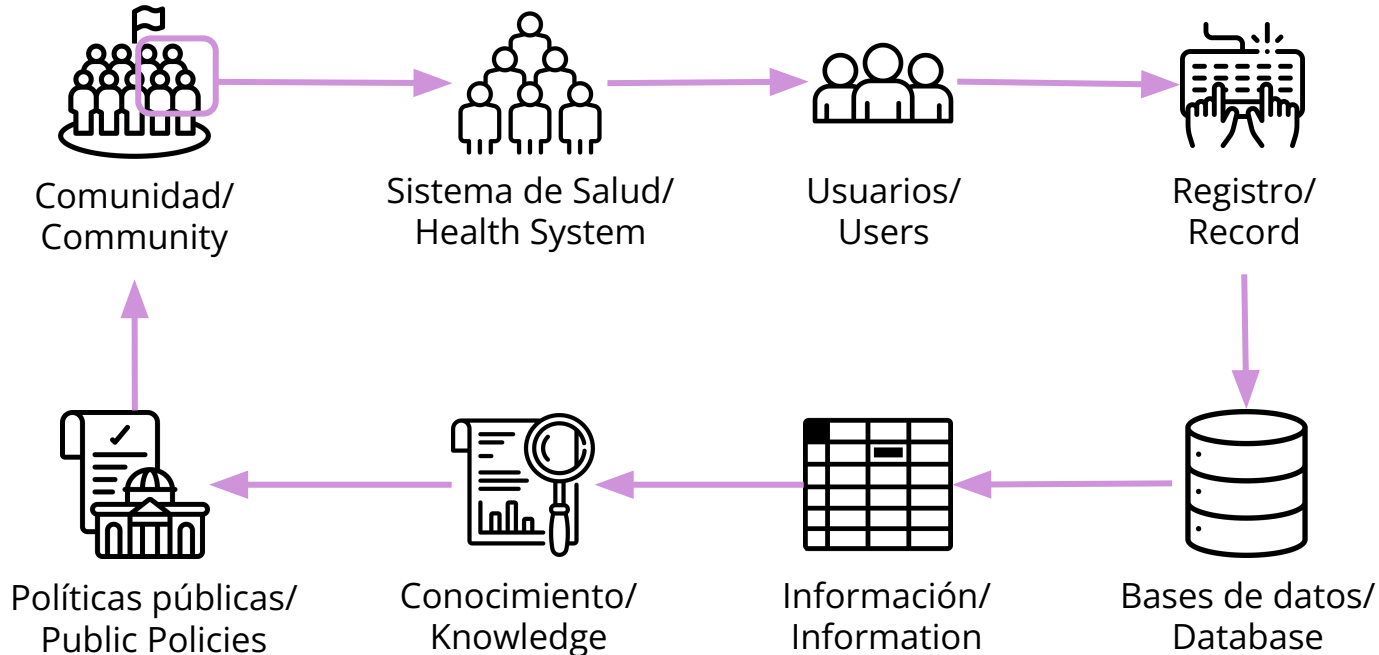 Comunidad/
Community
Sistema de Salud/
Health System
Usuarios/
Users
Registro/
Record
Políticas públicas/
Public Policies
Conocimiento/
Knowledge
Información/
Information
Bases de datos/
Database